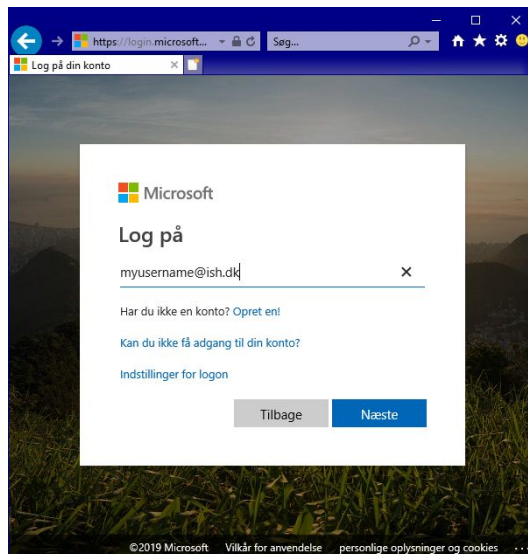 https://login.microsoft...
Søg...
Log på din konto
Microsoft
Log på
myusername@ish.dk
Har du ikke en konto? Opret en!
Kan du ikke få adgang til din konto?
Indstillinger for logon
Tilbage Næste
©2019 Microsoft Vilkår for anvendelse personlige oplysninger og cookies ...